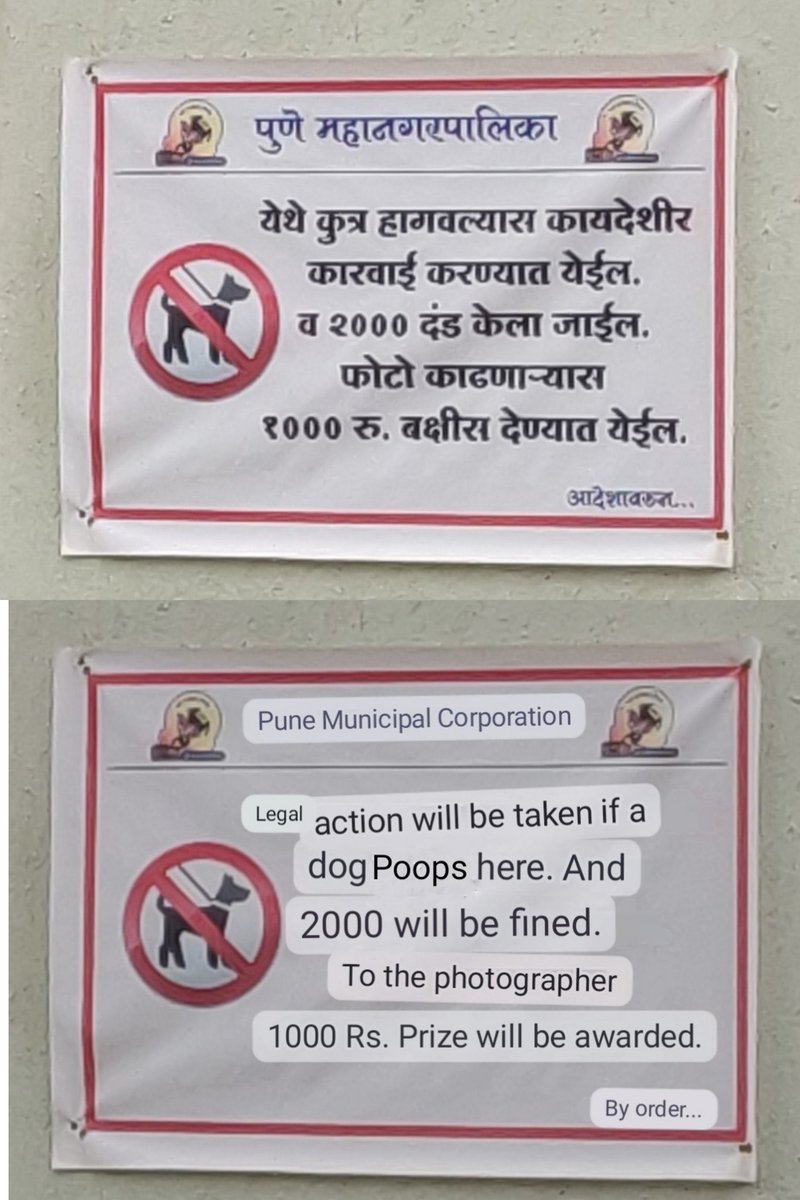 पुणे महानगरपालिका
येथे कुत्र हागवल्यास कायदेशीर
कारवाई करण्यात येईल.
व २००० दंड केला जाईल.
फोटो काढणाऱ्यास
१००० रु. बक्षीस देण्यात येईल.
आदेशावरून...
Pune Municipal Corporation
Legal action will be taken if a
dog Poops here. And
2000 will be fined.
To the photographer
1000 Rs. Prize will be awarded.
By order...